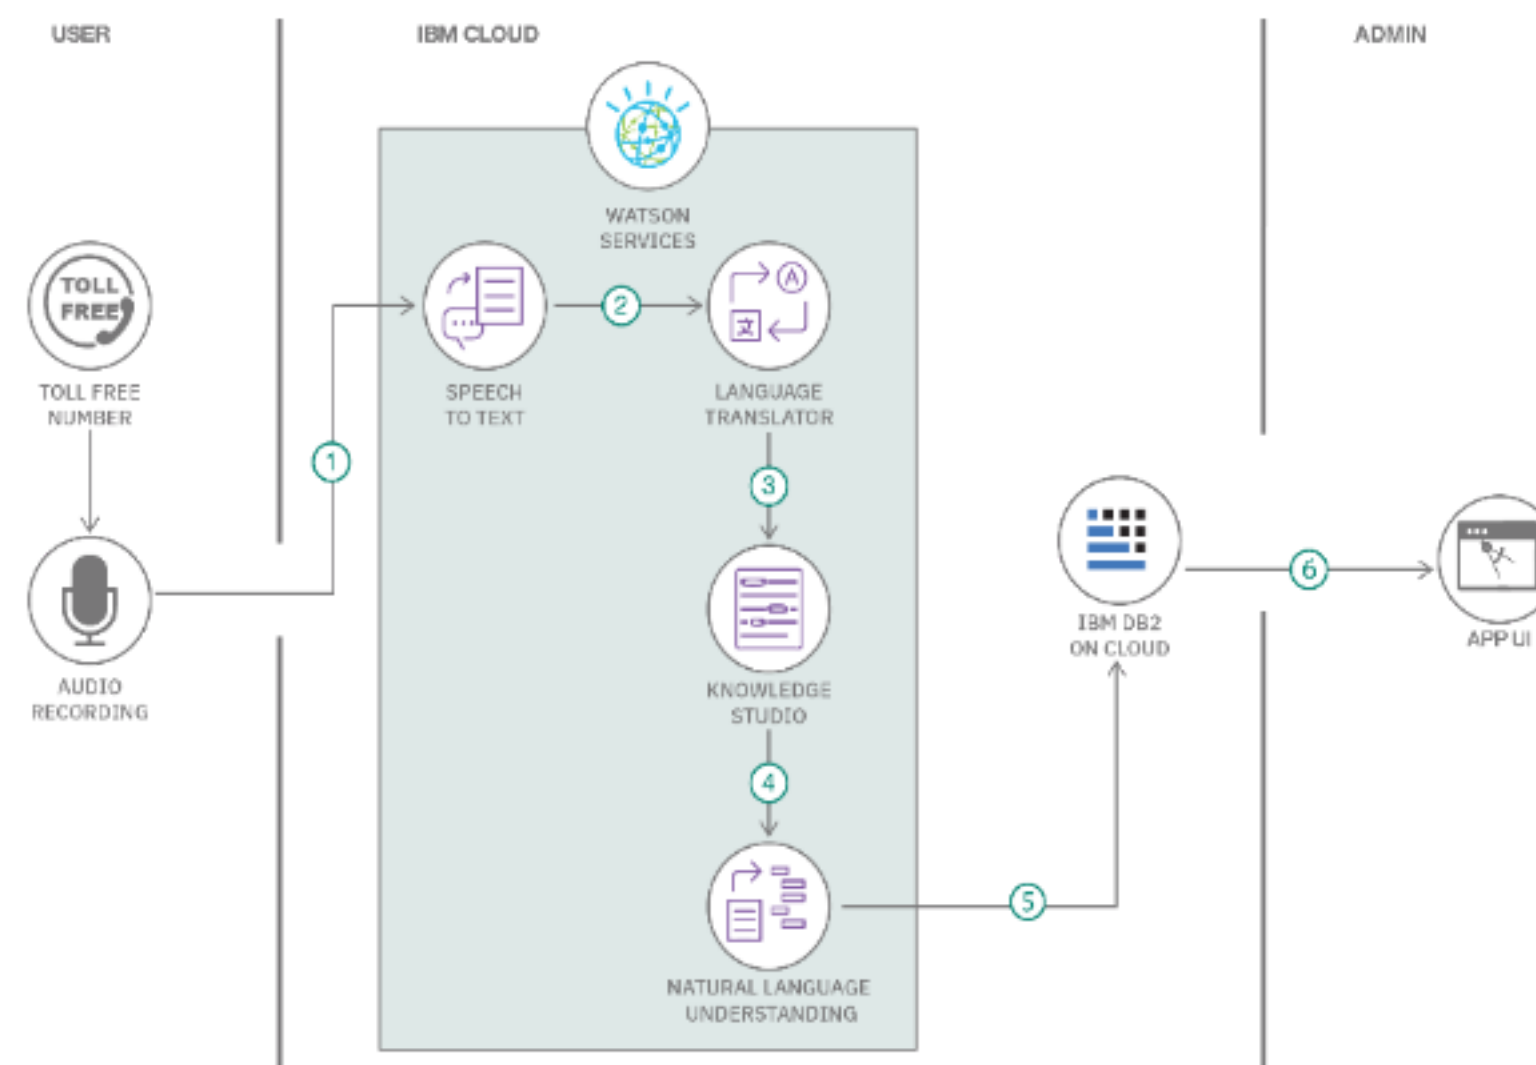 USER
IBM CLOUD
ADMIN
WATSON
SERVICES
TOLL
FREE
TOLL FREE
NUMBER
SPEECH
TO TEXT
2
A
文
LANGUAGE
TRANSLATOR
1
3
AUDIO
RECORDING
KNOWLEDGE
STUDIO
4
IBM DB2
ON CLOUD
6
APP UI
5
NATURAL LANGUAGE
UNDERSTANDING